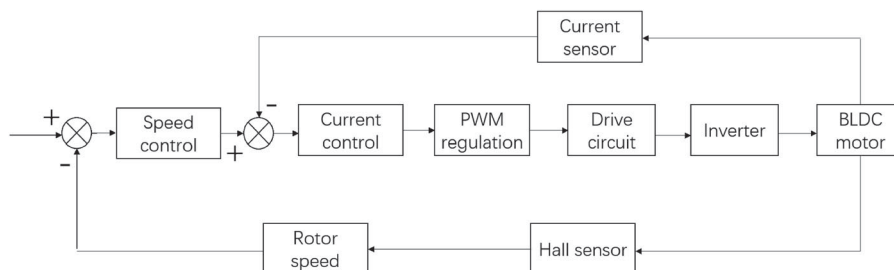 Current
sensor
−
+
Speed
control
+
Current
control
PWM
regulation
Drive
circuit
Inverter
BLDC
motor
−
Rotor
speed
Hall sensor